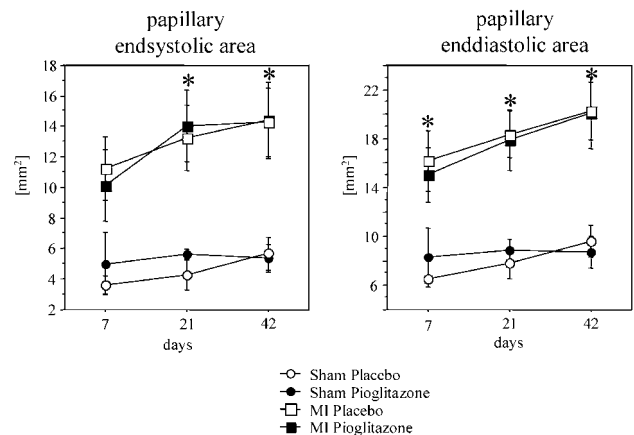 papillary
endsystolic area
18
16
14
12
10
8
6
4
2
[mm²]
* *
7 21 42
days
papillary
enddiastolic area
22
18
14
10
6
[mm²]
* * *
7 21 42
days
Sham Placebo
Sham Pioglitazone
MI Placebo
MI Pioglitazone